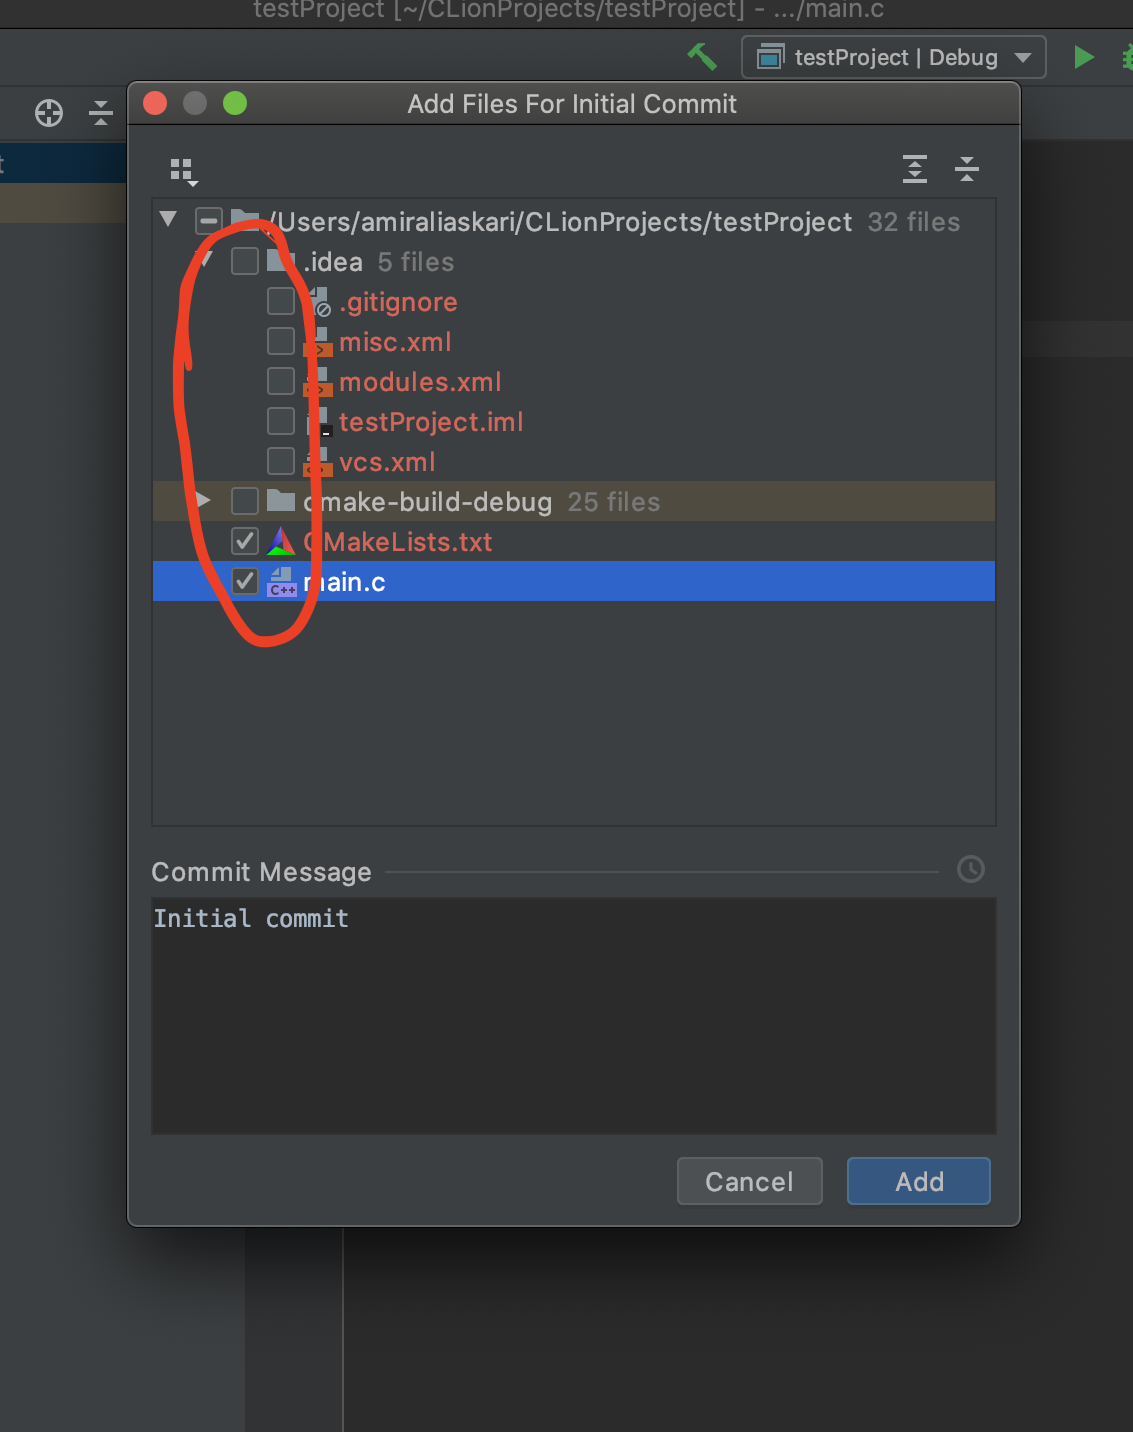 testProject [~/CLionProjects/testProject] - .../main.c
testProject | Debug
Add Files For Initial Commit
t
/Users/amiraliaskari/CLionProjects/testProject 32 files
.idea 5 files
.gitignore
misc.xml
modules.xml
testProject.iml
vcs.xml
cmake-build-debug 25 files
CMakeLists.txt
C++ main.c
Commit Message
Initial commit
Cancel
Add